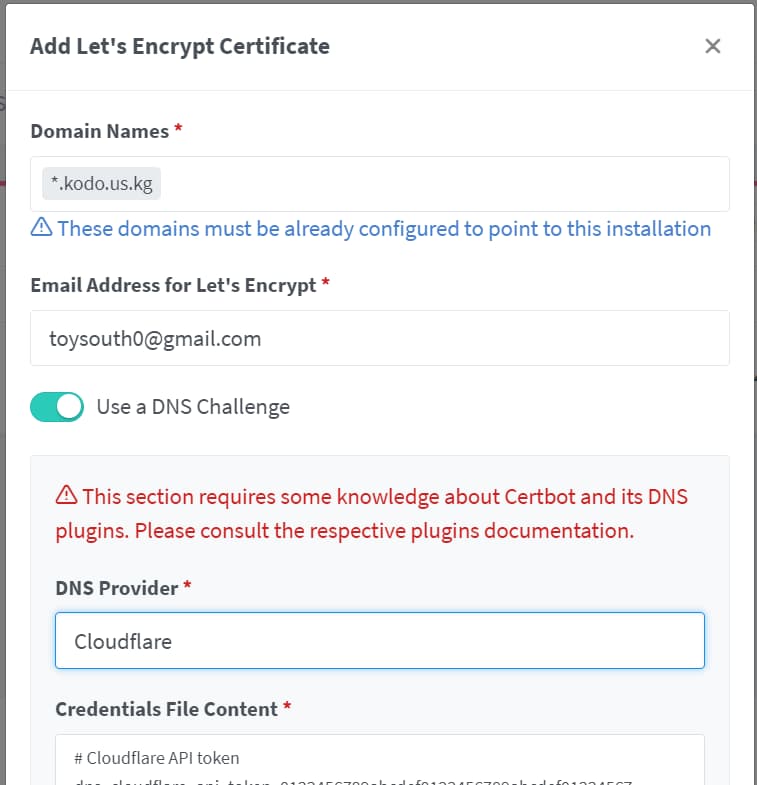 Add Let's Encrypt Certificate
Domain Names *
*.kodo.us.kg
These domains must be already configured to point to this installation
Email Address for Let's Encrypt *
toysouth0@gmail.com
Use a DNS Challenge
This section requires some knowledge about Certbot and its DNS
plugins. Please consult the respective plugins documentation.
DNS Provider *
Cloudflare
Credentials File Content *
# Cloudflare API token